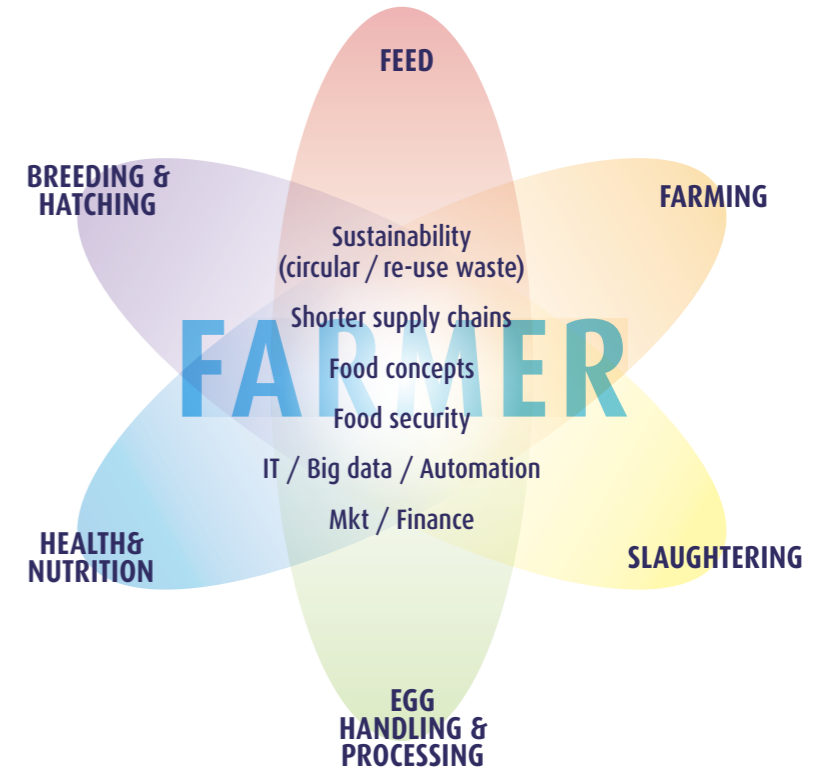 FEED
BREEDING &
HATCHING
FARMING
Sustainability
(circular / re-use waste)
Shorter supply chains
FARMER
Food concepts
Food security
IT / Big data / Automation
Mkt / Finance
HEALTH&
NUTRITION
SLAUGHTERING
EGG
HANDLING &
PROCESSING